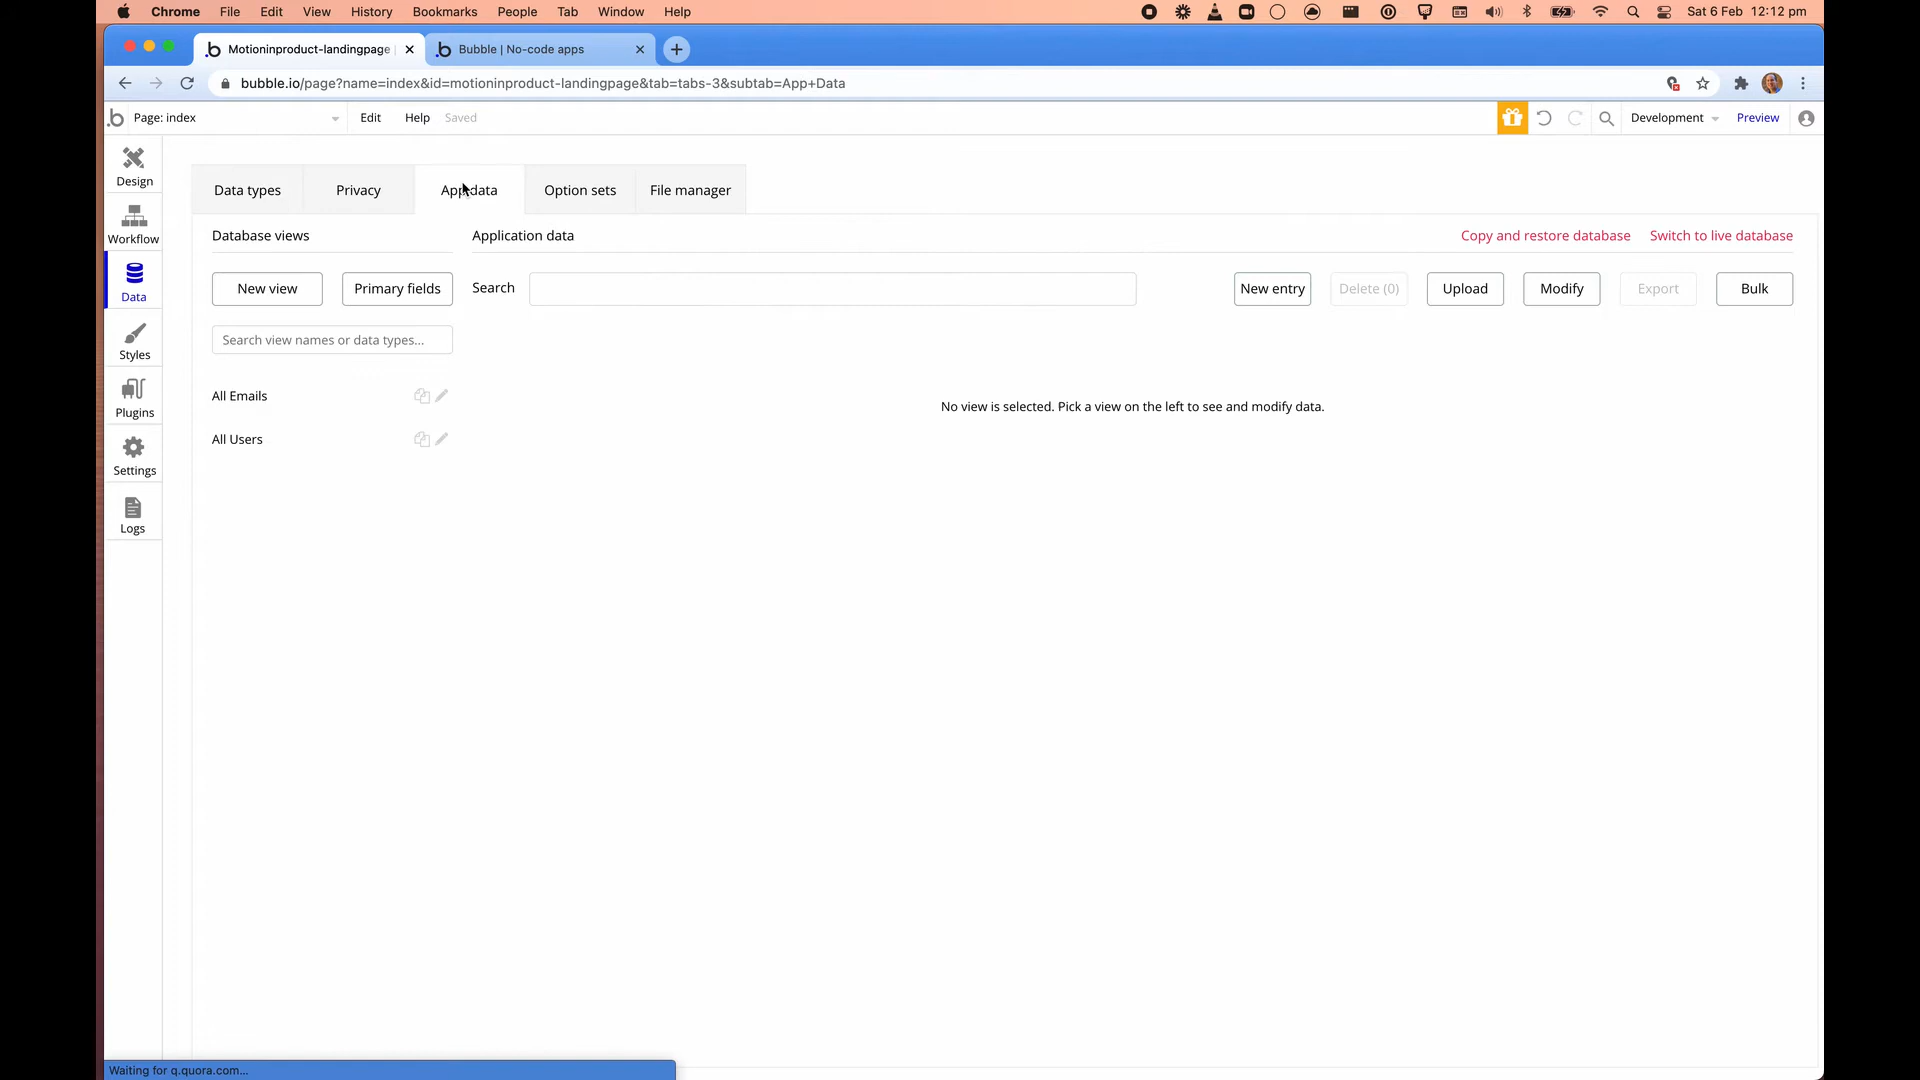 Chrome File Edit View History Bookmarks People Tab Window Help Sat 6 Feb 12:12 pm
Motioninproduct-landingpage Bubble | No-code apps
bubble.io/page?name=index&id=motioninproduct-landingpage&tab=tabs-3&subtab=App+Data
Page: index Edit Help Saved Development Preview
Design
Workflow
Data
Styles
Plugins
Settings
Logs
Data types Privacy App data Option sets File manager
Database views Application data Copy and restore database Switch to live database
New view Primary fields Search New entry Delete (0) Upload Modify Export Bulk
Search view names or data types...
All Emails
No view is selected. Pick a view on the left to see and modify data.
All Users
Waiting for q.quora.com...